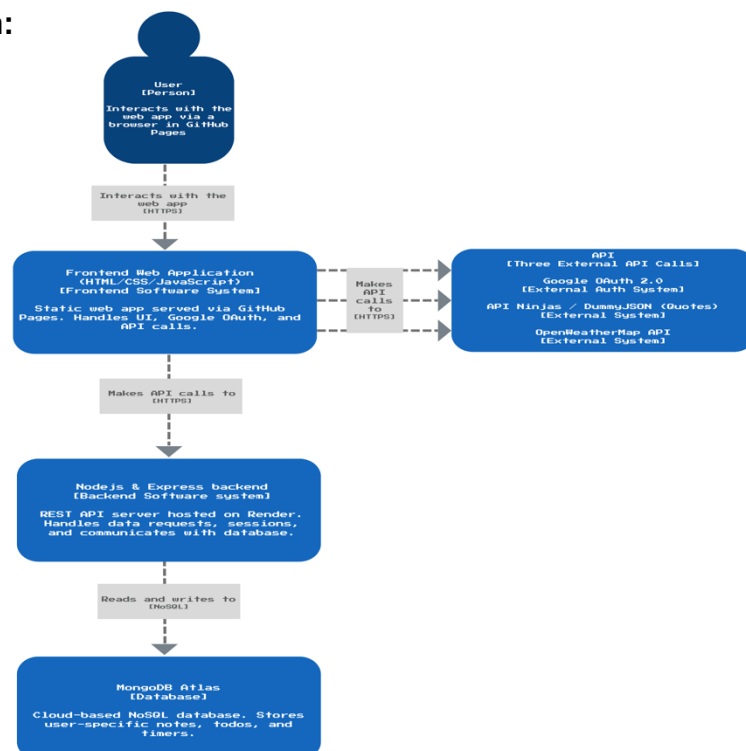 User
[Person]
Interacts with the
web app via a
browser in GitHub
Pages
Interacts with the
web app
[HTTPS]
Frontend Web Application
(HTML/CSS/JavaScript)
[Frontend Software System]
Static web app served via GitHub
Pages. Handles UI, Google OAuth, and
API calls.
Makes
API
calls
to
[HTTPS]
API
[Three External API Calls]
Google OAuth 2.0
[External Auth System]
API Ninjas / DummyJSON (Quotes)
[External System]
OpenWeatherMap API
[External System]
Makes API calls to
[HTTPS]
Nodejs & Express backend
[Backend Software system]
REST API server hosted on Render.
Handles data requests, sessions,
and communicates with database.
Reads and writes to
[NoSQL]
MongoDB Atlas
[Database]
Cloud-based NoSQL database. Stores
user-specific notes, todos, and
timers.